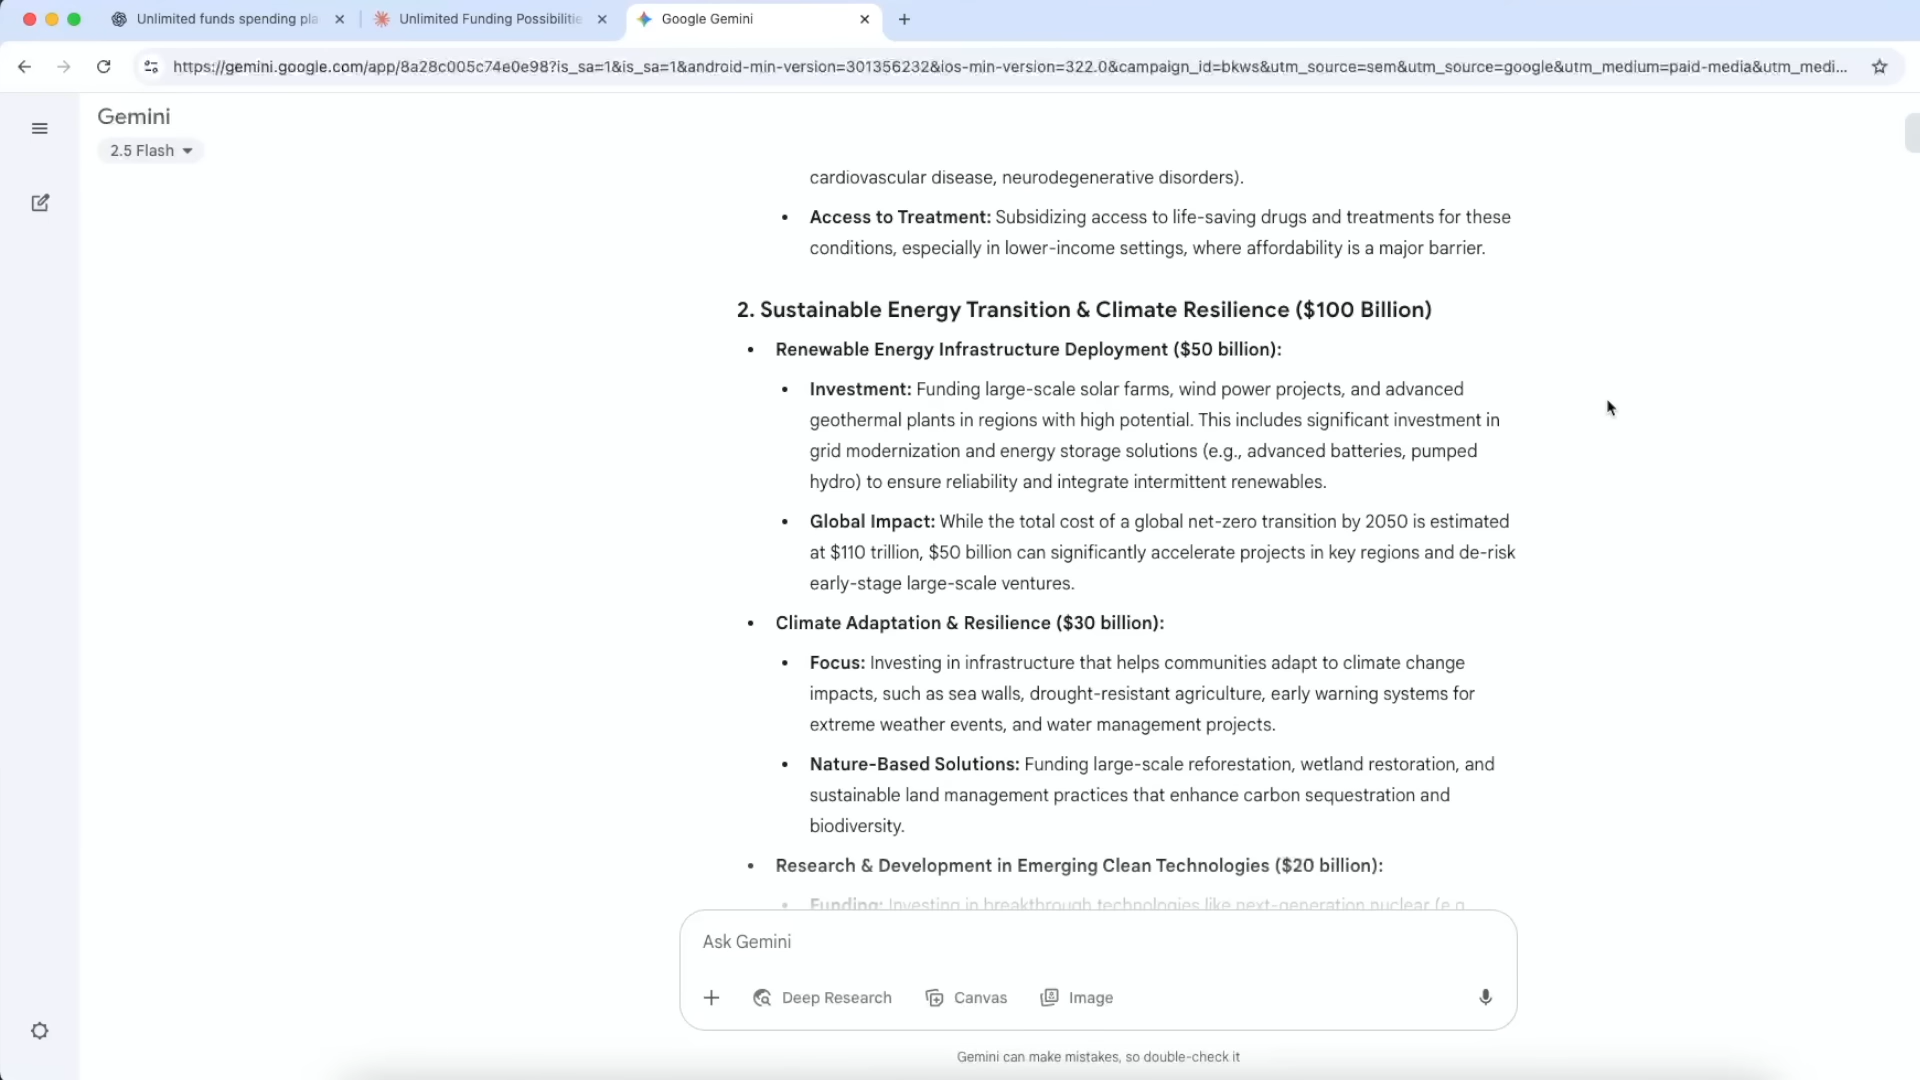 Unlimited funds spending pla
Unlimited Funding Possibilitie
Google Gemini
https://gemini.google.com/app/8a28c005c74e0e98?is_sa=1&is_sa=1&android-min-version=301356232&ios-min-version=322.0&campaign_id=bkws&utm_source=sem&utm_source=google&utm_medium=paid-media&utm_medi...
Gemini
2.5 Flash
cardiovascular disease, neurodegenerative disorders).
• Access to Treatment: Subsidizing access to life-saving drugs and treatments for these
conditions, especially in lower-income settings, where affordability is a major barrier.
2. Sustainable Energy Transition & Climate Resilience ($100 Billion)
• Renewable Energy Infrastructure Deployment ($50 billion):
• Investment: Funding large-scale solar farms, wind power projects, and advanced
geothermal plants in regions with high potential. This includes significant investment in
grid modernization and energy storage solutions (e.g., advanced batteries, pumped
hydro) to ensure reliability and integrate intermittent renewables.
• Global Impact: While the total cost of a global net-zero transition by 2050 is estimated
at $110 trillion, $50 billion can significantly accelerate projects in key regions and de-risk
early-stage large-scale ventures.
• Climate Adaptation & Resilience ($30 billion):
• Focus: Investing in infrastructure that helps communities adapt to climate change
impacts, such as sea walls, drought-resistant agriculture, early warning systems for
extreme weather events, and water management projects.
• Nature-Based Solutions: Funding large-scale reforestation, wetland restoration, and
sustainable land management practices that enhance carbon sequestration and
biodiversity.
• Research & Development in Emerging Clean Technologies ($20 billion):
• Funding: Investing in breakthrough technologies like next-generation nuclear (e.g.
Ask Gemini
Deep Research
Canvas
Image
Gemini can make mistakes, so double-check it